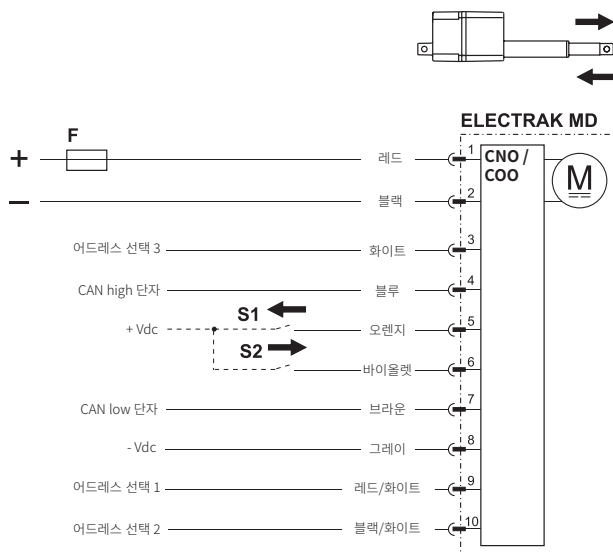 ELECTRAK MD
F
+ 레드 1 CNO / COO M
− 블랙 2
어드레스 선택 3 화이트 3
CAN high 단자 블루 4
S1
+ Vdc 오렌지 5
S2
바이올렛 6
CAN low 단자 브라운 7
- Vdc 그레이 8
어드레스 선택 1 레드/화이트 9
어드레스 선택 2 블랙/화이트 10